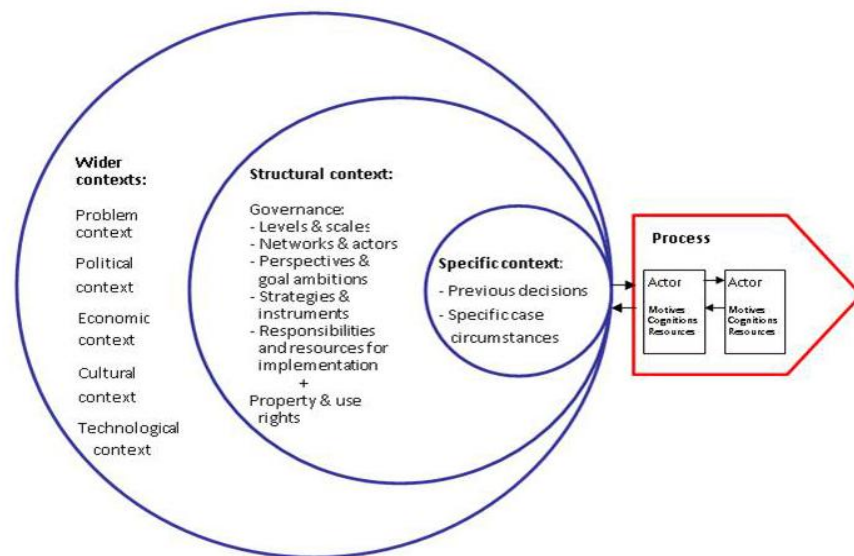 Wider
contexts:
Problem
context
Political
context
Economic
context
Cultural
context
Technological
context
Structural context:
Governance:
- Levels & scales
- Networks & actors
- Perspectives &
goal ambitions
- Strategies &
instruments
- Responsibilities
and resources for
implementation
+
Property & use
rights
Specific context:
- Previous decisions
- Specific case
circumstances
Process
Actor
Motives
Cognitions
Resources
Actor
Motives
Cognitions
Resources